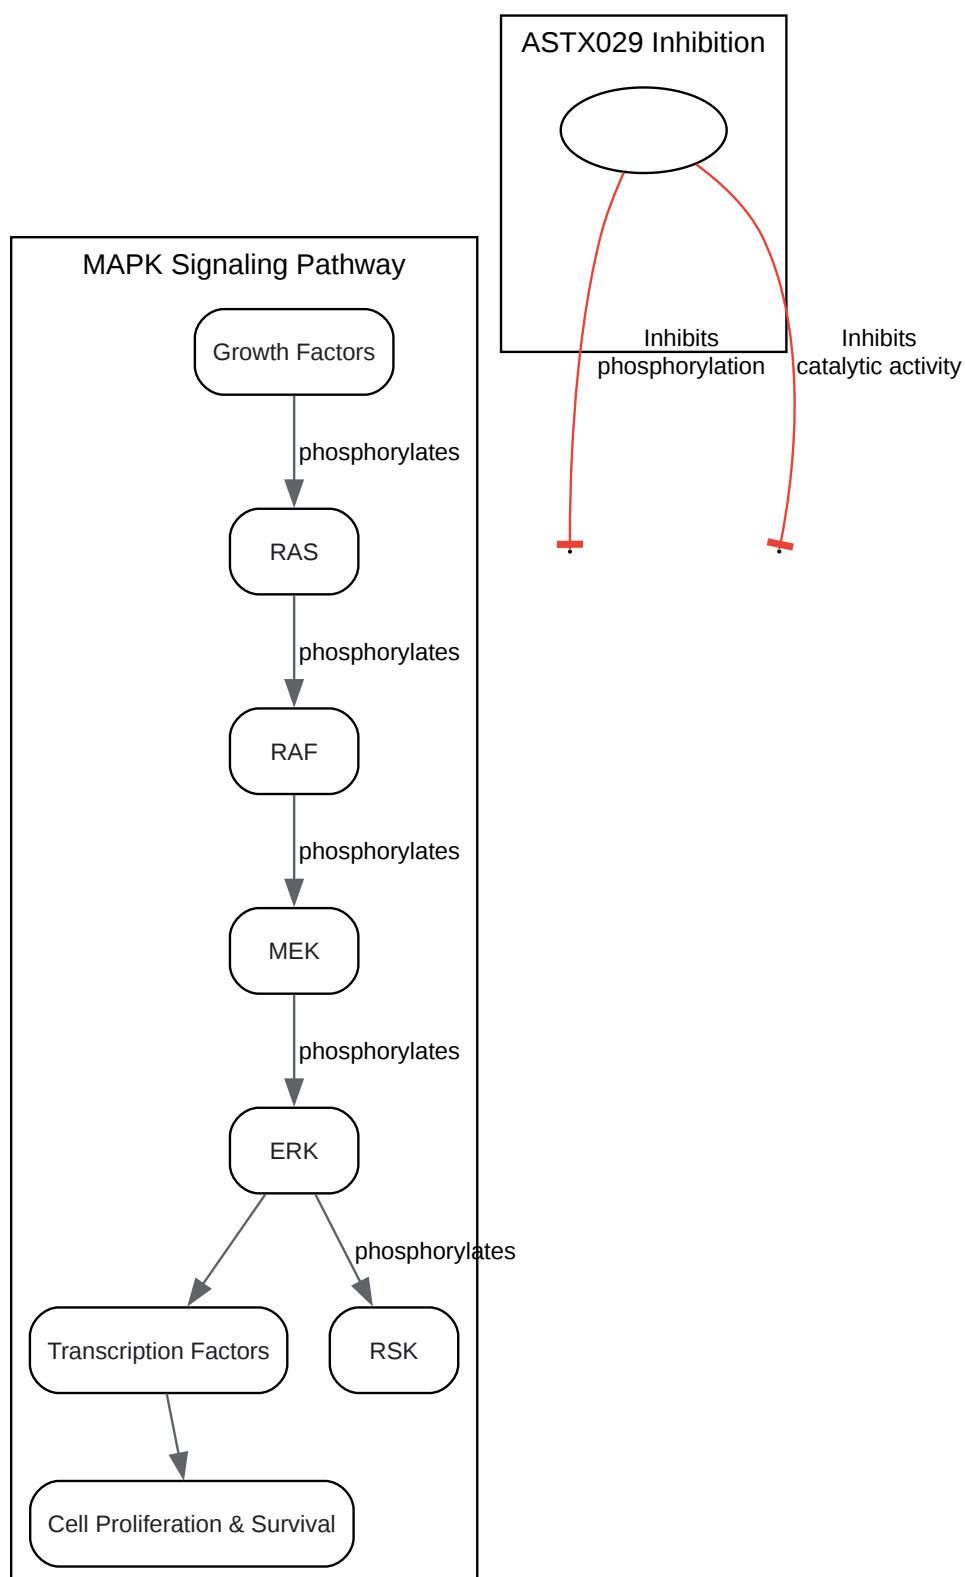 ASTX029 Inhibition
Inhibits
phosphorylation
Inhibits
catalytic activity
MAPK Signaling Pathway
Growth Factors
phosphorylates
RAS
phosphorylates
RAF
phosphorylates
MEK
phosphorylates
ERK
phosphorylates
Transcription Factors
RSK
Cell Proliferation & Survival